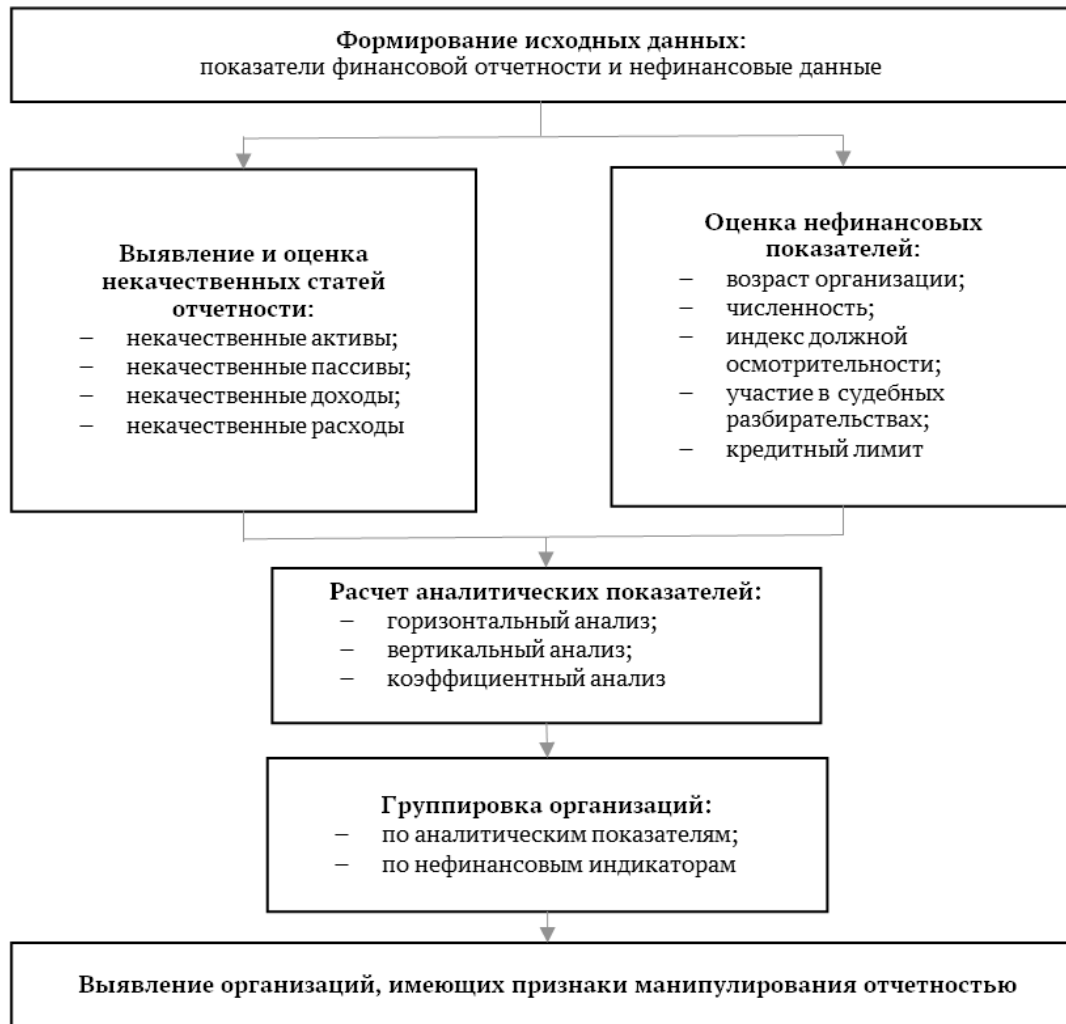 Формирование исходных данных:
показатели финансовой отчетности и нефинансовые данные
Выявление и оценка
некачественных статей
отчетности:
– некачественные активы;
– некачественные пассивы;
– некачественные доходы;
– некачественные расходы
Оценка нефинансовых
показателей:
– возраст организации;
– численность;
– индекс должной
осмотрительности;
– участие в судебных
разбирательствах;
– кредитный лимит
Расчет аналитических показателей:
– горизонтальный анализ;
– вертикальный анализ;
– коэффициентный анализ
Группировка организаций:
– по аналитическим показателям;
– по нефинансовым индикаторам
Выявление организаций, имеющих признаки манипулирования отчетностью